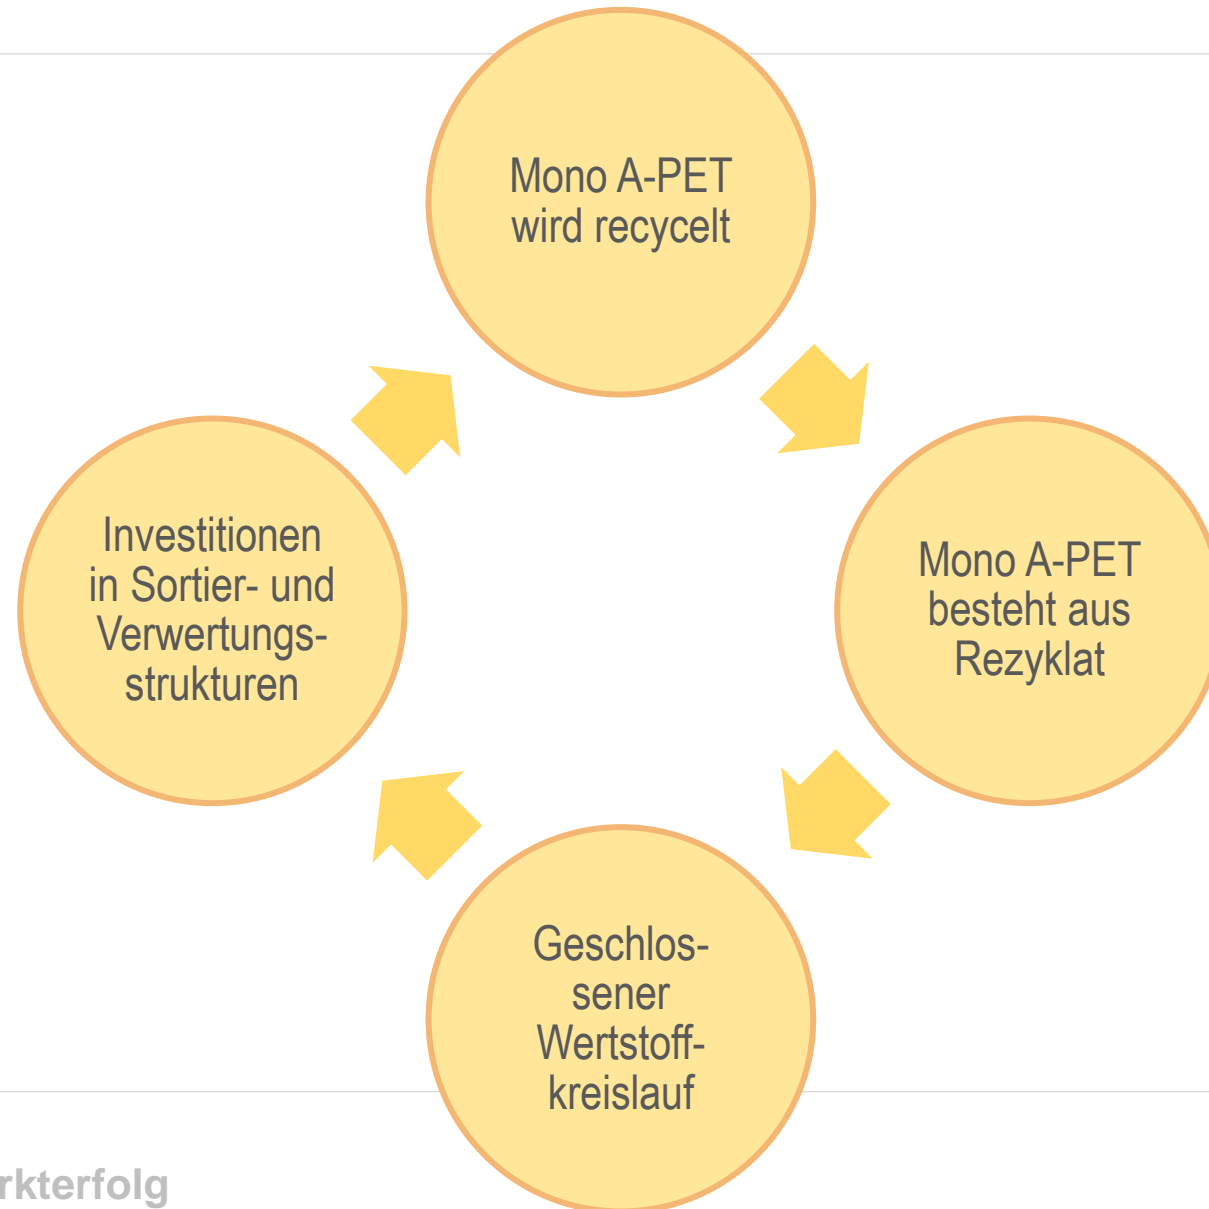 Mono A-PET
wird recycelt
Mono A-PET
besteht aus
Rezyklat
Geschlos-
sener
Wertstoff-
kreislauf
Investitionen
in Sortier- und
Verwertungs-
strukturen
rkterfolg